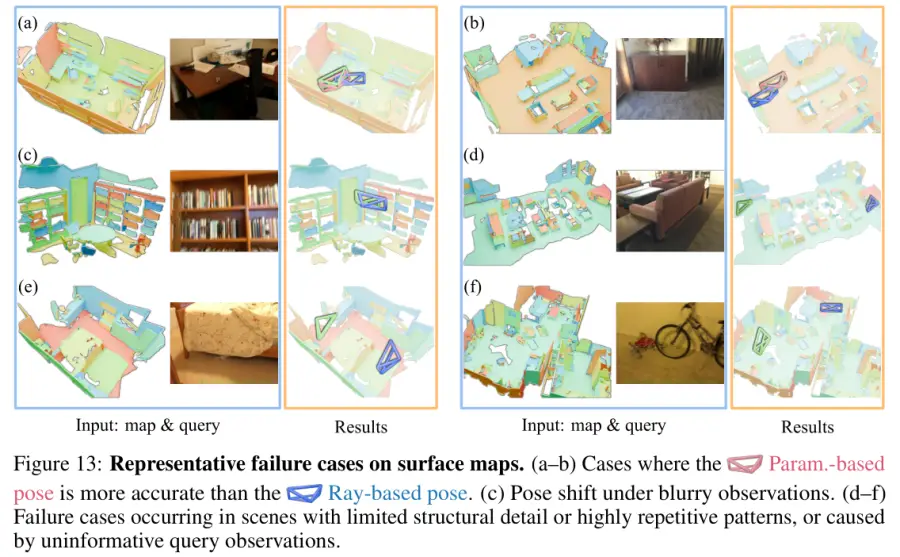 (a)
(b)
(c)
(d)
(e)
(f)
Input: map & query
Results
Input: map & query
Results
Figure 13: Representative failure cases on surface maps. (a–b) Cases where the Param.-based
pose is more accurate than the Ray-based pose. (c) Pose shift under blurry observations. (d–f)
Failure cases occurring in scenes with limited structural detail or highly repetitive patterns, or caused
by uninformative query observations.